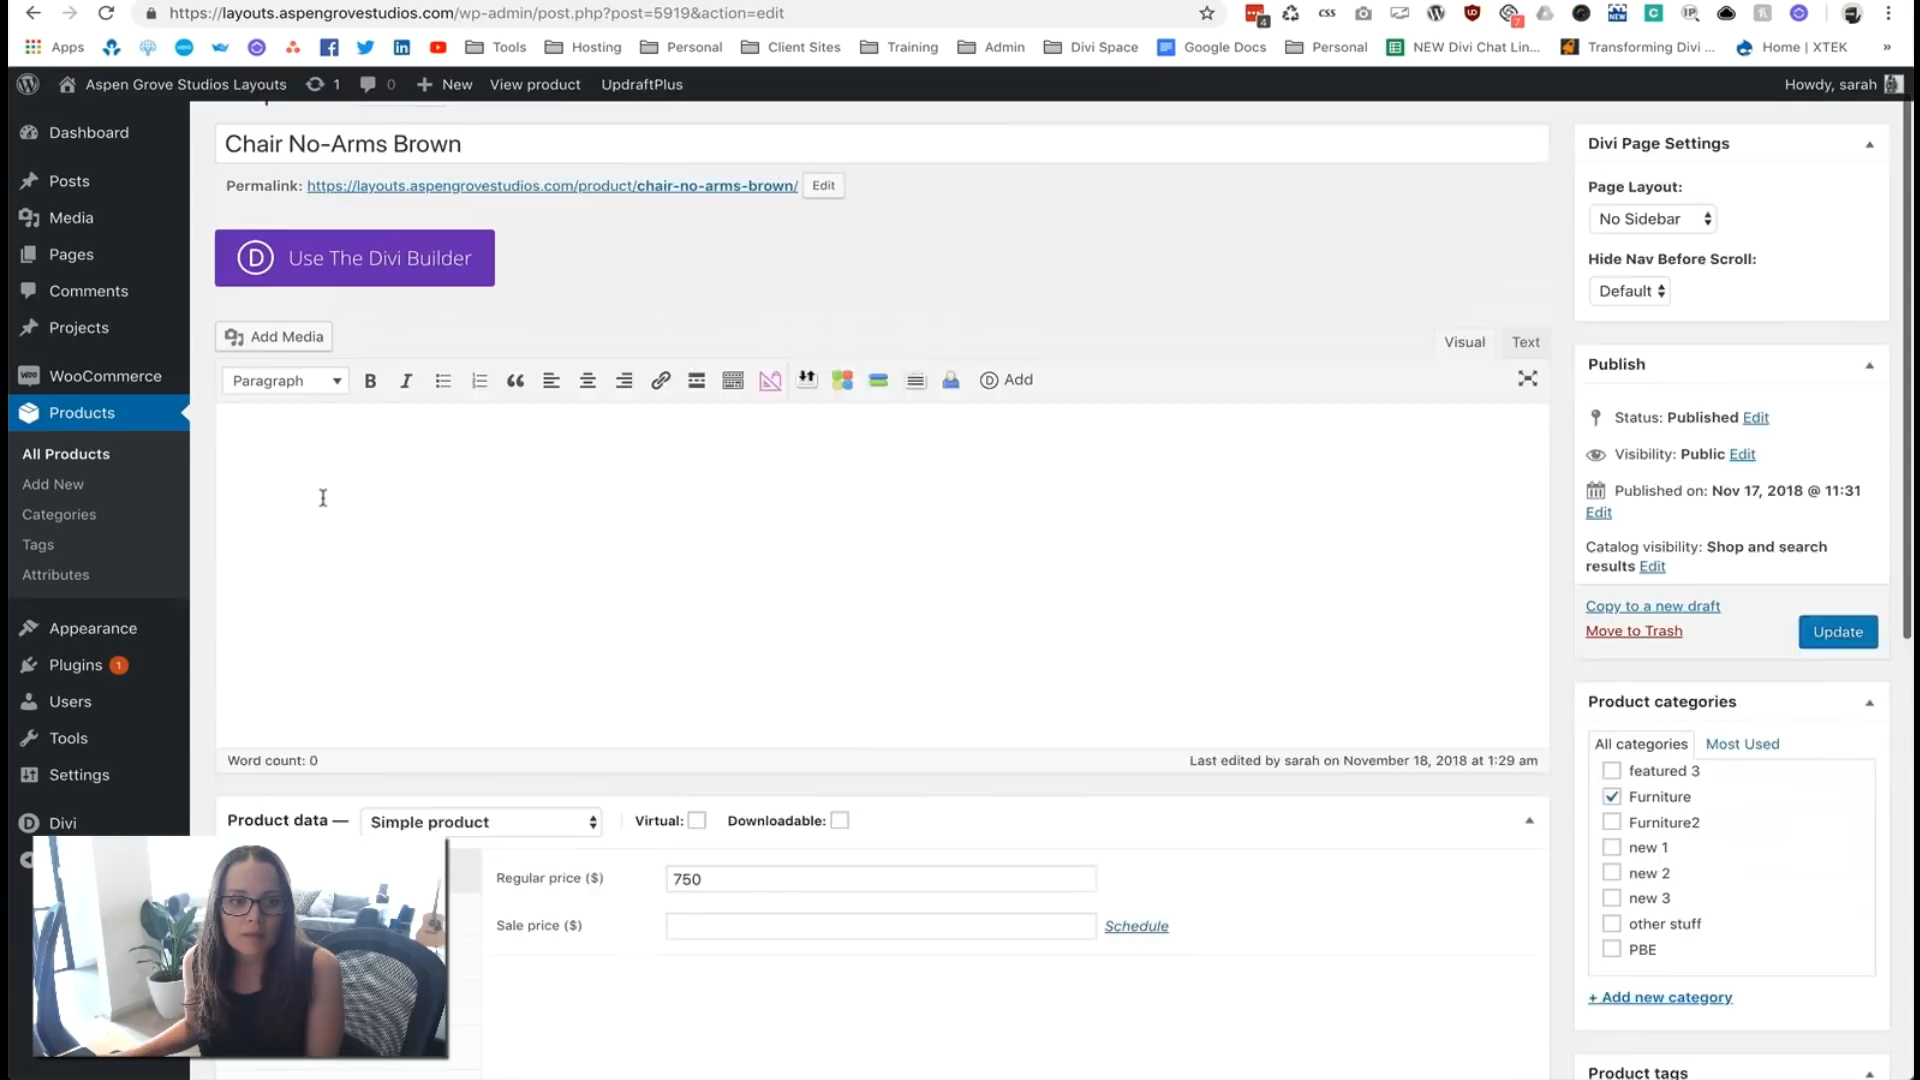 https://layouts.aspengrovestudios.com/wp-admin/post.php?post=5919&action=edit
4
css
NEW
7
Apps
Tools
Hosting
Personal
Client Sites
Training
Admin
Divi Space
Google Docs
Personal
NEW Divi Chat Lin...
Transforming Divi ...
Home | XTEK
»
Aspen Grove Studios Layouts
1
0
New
View product
UpdraftPlus
Howdy, sarah
Dashboard
Posts
Media
Pages
Comments
Projects
WooCommerce
Products
All Products
Add New
Categories
Tags
Attributes
Appearance
Plugins 1
Users
Tools
Settings
Divi
Chair No-Arms Brown
Permalink: https://layouts.aspengrovestudios.com/product/chair-no-arms-brown/ Edit
D Use The Divi Builder
Add Media
Visual
Text
Paragraph
B
I
D Add
Word count: 0
Last edited by sarah on November 18, 2018 at 1:29 am
Product data — Simple product
Virtual:
Downloadable:
Regular price ($)
750
Sale price ($)
Schedule
Divi Page Settings
Page Layout:
No Sidebar
Hide Nav Before Scroll:
Default
Publish
Status: Published Edit
Visibility: Public Edit
Published on: Nov 17, 2018 @ 11:31
Edit
Catalog visibility: Shop and search
results Edit
Copy to a new draft
Move to Trash
Update
Product categories
All categories
Most Used
featured 3
Furniture
Furniture2
new 1
new 2
new 3
other stuff
PBE
+ Add new category
Product tags